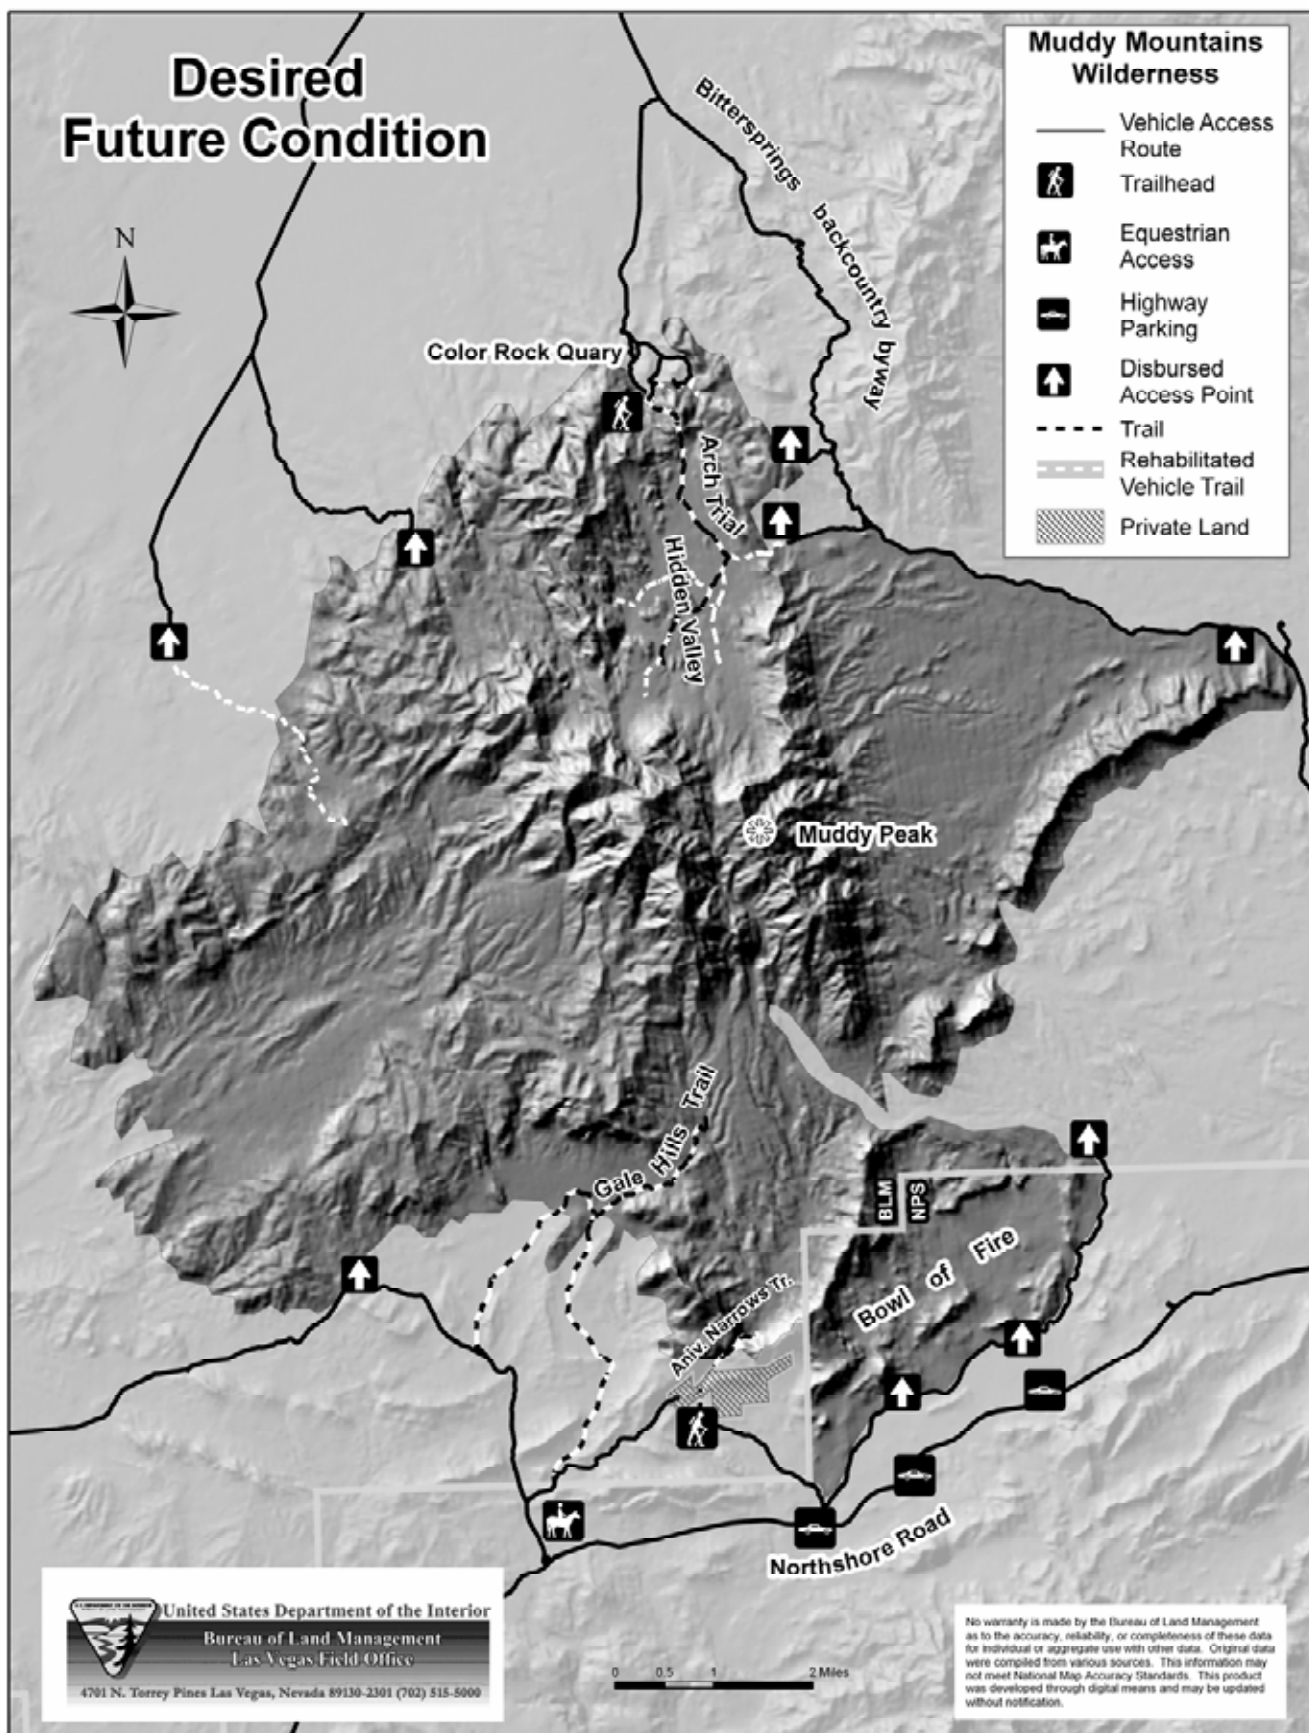 Desired
Future Condition
N
Muddy Mountains
Wilderness
Vehicle Access
Route
Trailhead
Equestrian
Access
Highway
Parking
Disbursed
Access Point
Trail
Rehabilitated
Vehicle Trail
Private Land
Bittersprings backcountry byway
Color Rock Quary
Arch Trial
Hidden Valley
Muddy Peak
Gale Hills Trail
BLM
NPS
Bowl of Fire
Aniv. Narrows Tr.
Northshore Road
United States Department of the Interior
Bureau of Land Management
Las Vegas Field Office
4701 N. Torrey Pines Las Vegas, Nevada 89130-2301 (702) 515-5000
0 0.5 1 2 Miles
No warranty is made by the Bureau of Land Management
as to the accuracy, reliability, or completeness of these data
for individual or aggregate use with other data. Original data
were compiled from various sources. This information may
not meet National Map Accuracy Standards. This product
was developed through digital means and may be updated
without notification.